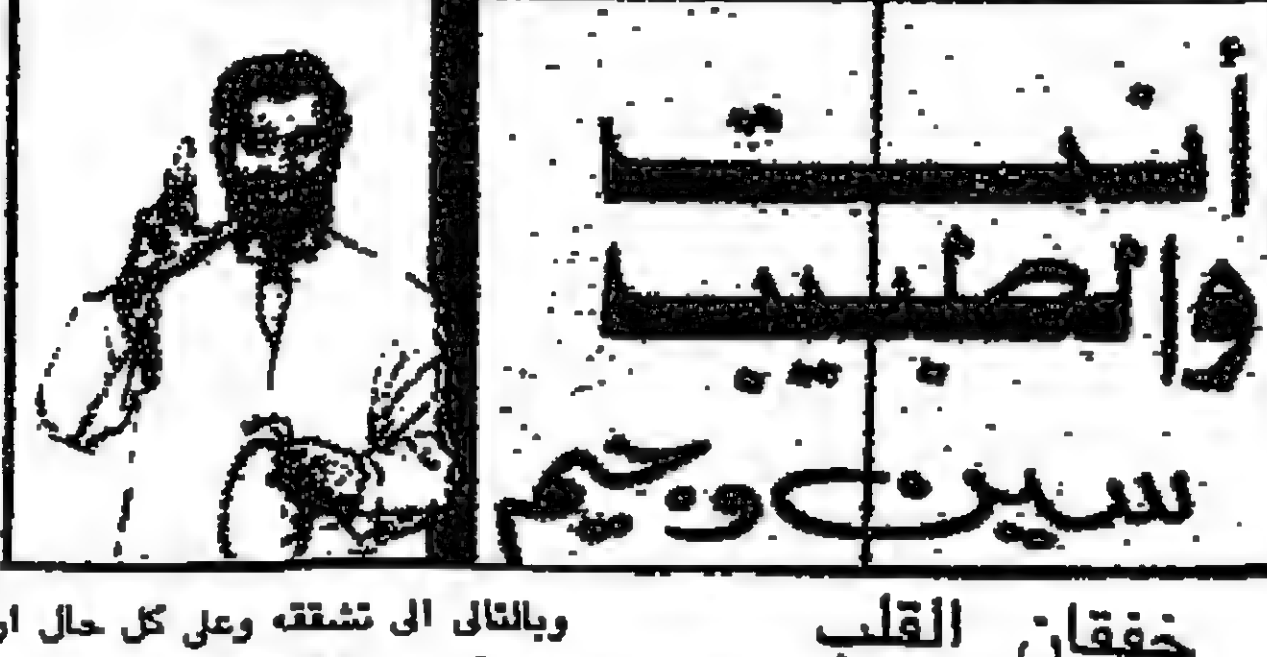 أنت
والطبيب
سين وجيم
خفقان القلب
وبالتالى الى تشققه وعلى كل حال